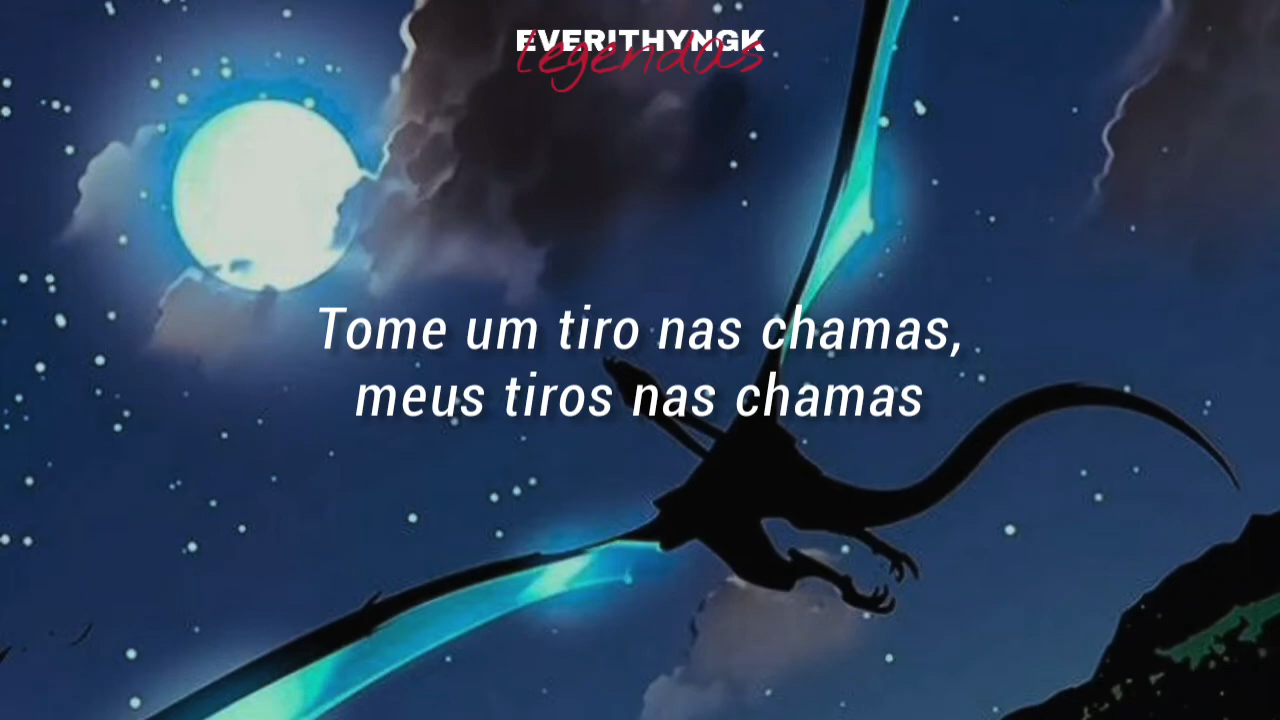 EVERITHYNGK
legendas
Tome um tiro nas chamas,
meus tiros nas chamas